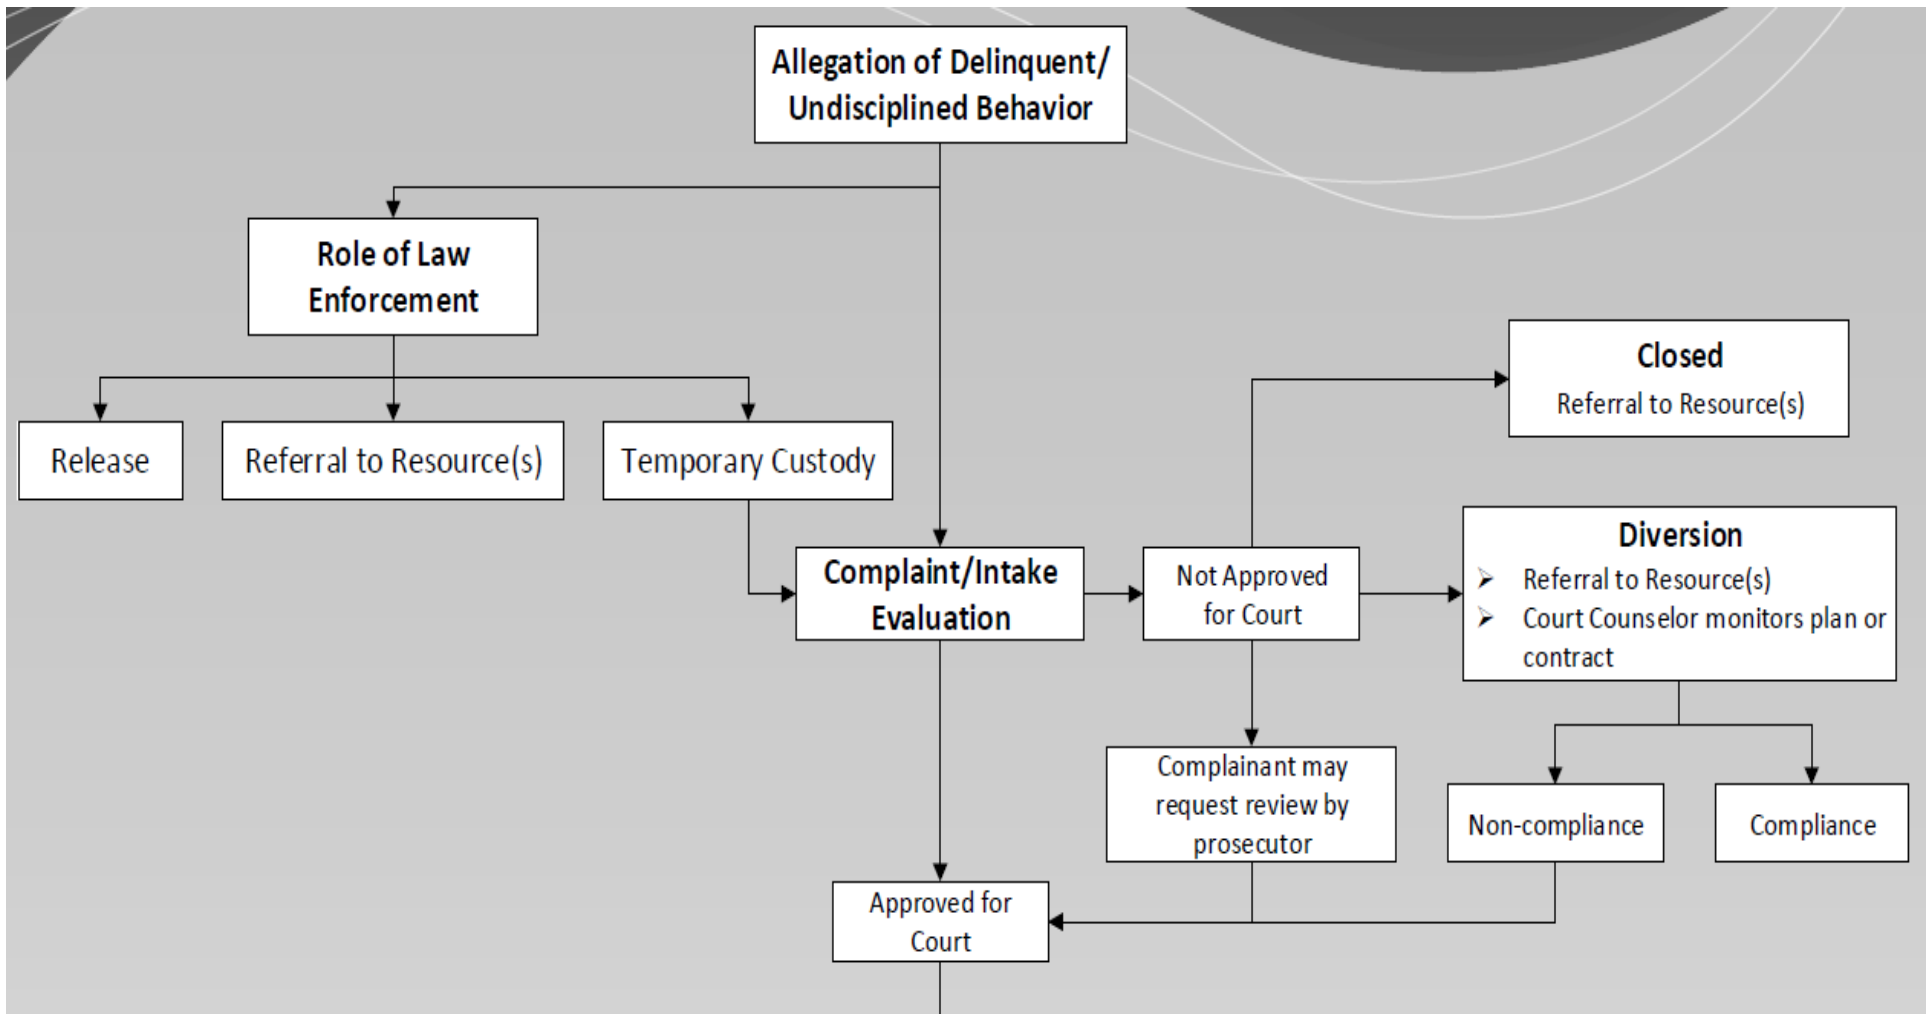 Allegation of Delinquent/
Undisciplined Behavior
Role of Law
Enforcement
Release
Referral to Resource(s)
Temporary Custody
Closed
Referral to Resource(s)
Complaint/Intake
Evaluation
Not Approved
for Court
Diversion
➢ Referral to Resource(s)
➢ Court Counselor monitors plan or
contract
Complainant may
request review by
prosecutor
Non-compliance
Compliance
Approved for
Court